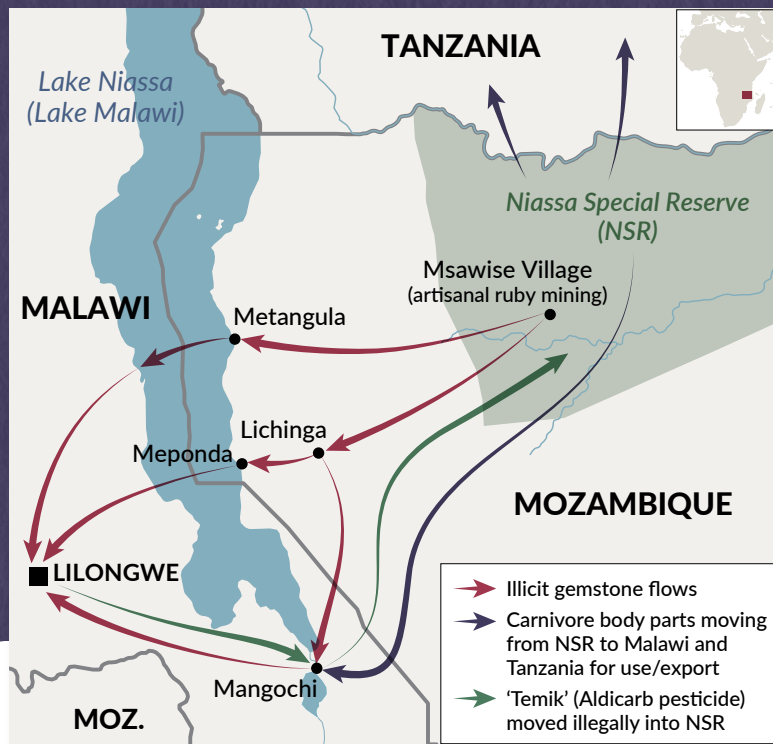 TANZANIA
Lake Niassa
(Lake Malawi)
Niassa Special Reserve
(NSR)
Msawise Village
(artisanal ruby mining)
MALAWI
Metangula
Lichinga
Meponda
MOZAMBIQUE
LILONGWE
Mangochi
MOZ.
Illicit gemstone flows
Carnivore body parts moving
from NSR to Malawi and
Tanzania for use/export
‘Temik’ (Aldicarb pesticide)
moved illegally into NSR